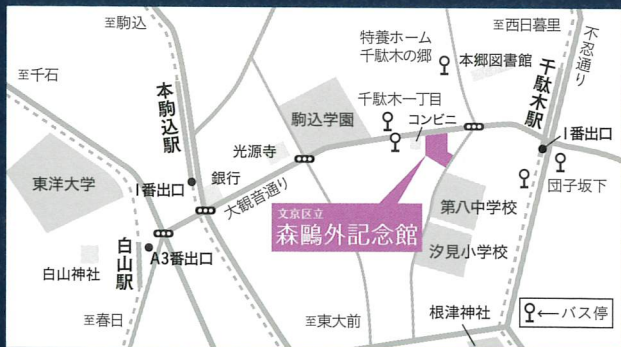 至駒込
至西日暮里
不忍通り
特養ホーム
千駄木の郷
本郷図書館
至千石
千駄木駅
本駒込駅
千駄木一丁目
コンビニ
駒込学園
光源寺
1番出口
東洋大学
1番出口
銀行
大観音通り
団子坂下
文京区立
森鷗外記念館
第八中学校
白山駅
A3番出口
汐見小学校
白山神社
至春日
至東大前
根津神社
←バス停